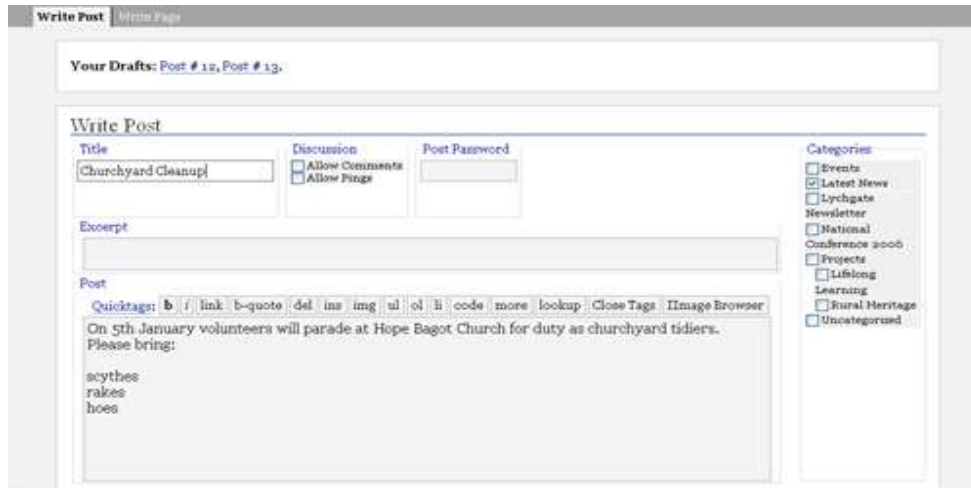 Write Post Write Page
Your Drafts: Post # 12, Post # 13.
Write Post
Title
Churchyard Cleanup
Discussion
Allow Comments
Allow Pings
Post Password
Excerpt
Post
Quicktags: b i link b-quote del ins img ul ol li code more lookup Close Tags IImage Browser
On 5th January volunteers will parade at Hope Bagot Church for duty as churchyard tidiers.
Please bring:
scythes
rakes
hoes
Categories
Events
Latest News
Lychgate
Newsletter
National
Conference 2006
Projects
Lifelong
Learning
Rural Heritage
Uncategorized